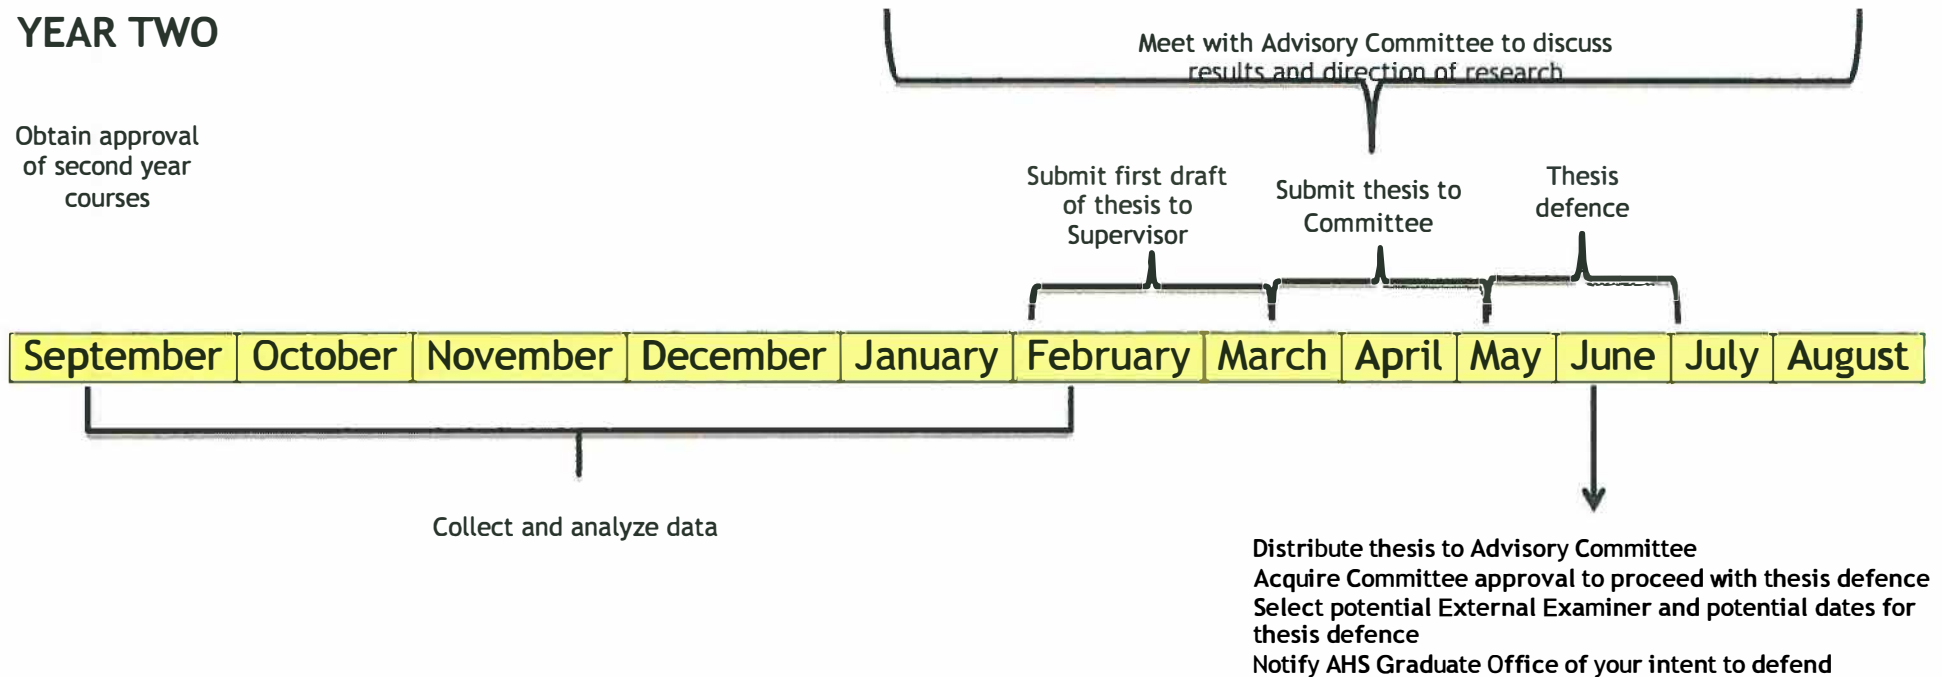 YEAR TWO
Meet with Advisory Committee to discuss
results and direction of research
Obtain approval
of second year
courses
Submit first draft
of thesis to
Supervisor
Submit thesis to
Committee
Thesis
defence
September October November December January February March April May June July August
Collect and analyze data
Distribute thesis to Advisory Committee
Acquire Committee approval to proceed with thesis defence
Select potential External Examiner and potential dates for
thesis defence
Notify AHS Graduate Office of your intent to defend